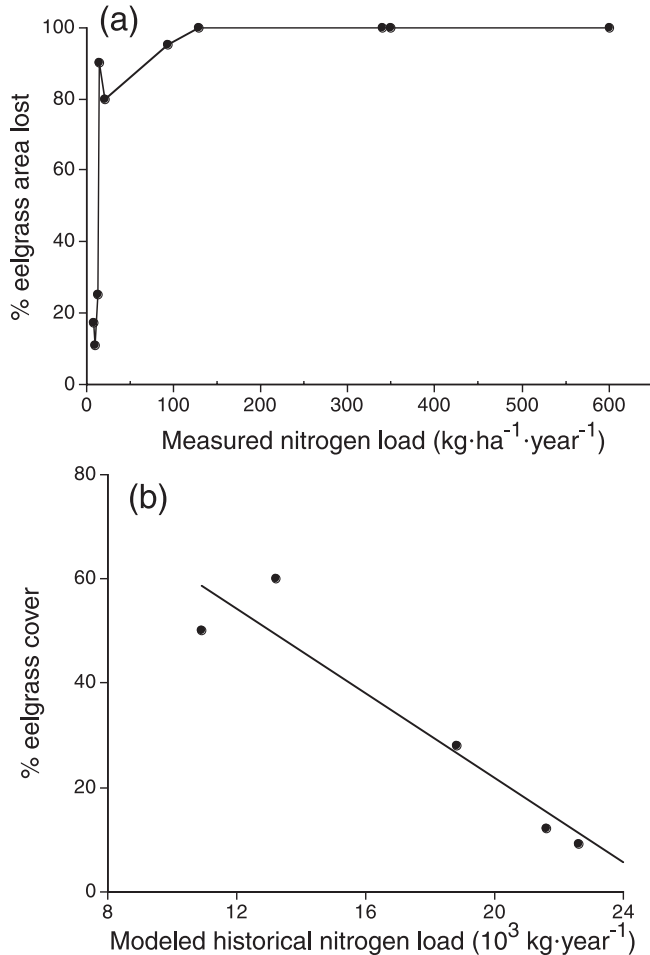 (a)
% eelgrass area lost
100
80
60
40
20
0
0 100 200 300 400 500 600
Measured nitrogen load (kg·ha⁻¹·year⁻¹)
(b)
% eelgrass cover
80
60
40
20
0
8 12 16 20 24
Modeled historical nitrogen load (10³ kg·year⁻¹)